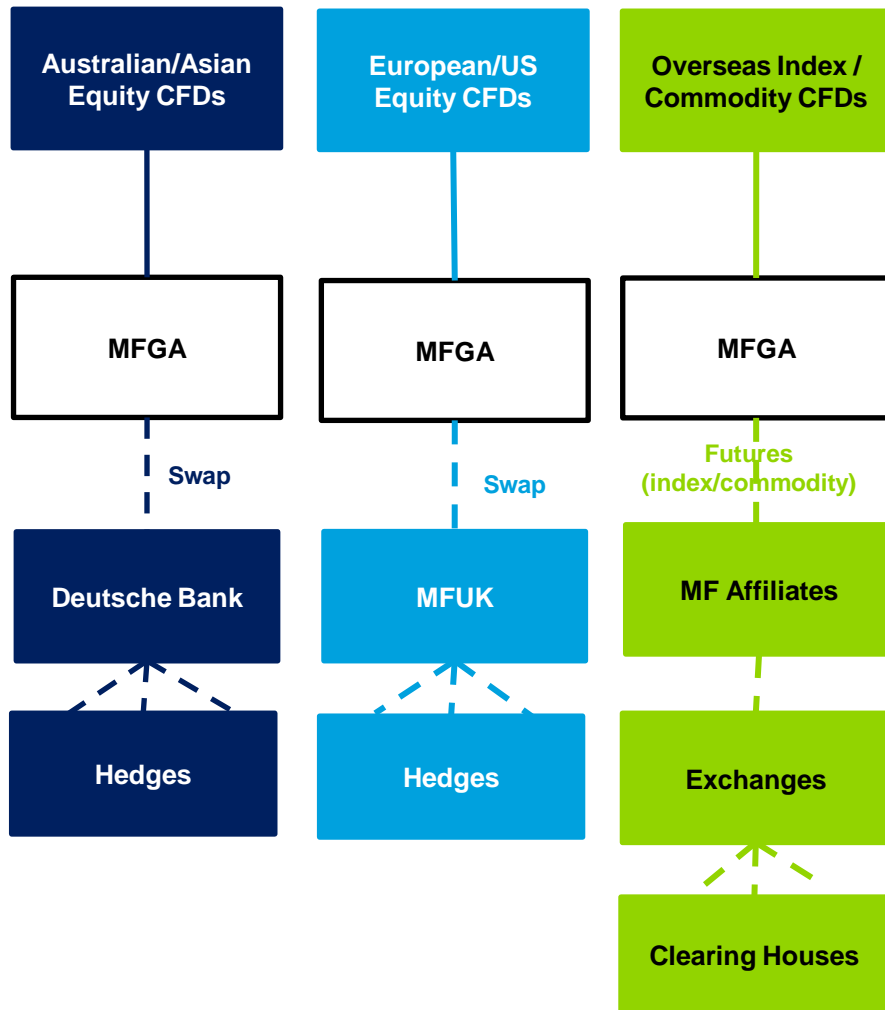 Australian/Asian
Equity CFDs
European/US
Equity CFDs
Overseas Index /
Commodity CFDs
MFGA
MFGA
MFGA
Swap
Swap
Futures
(index/commodity)
Deutsche Bank
MFUK
MF Affiliates
Hedges
Hedges
Exchanges
Clearing Houses